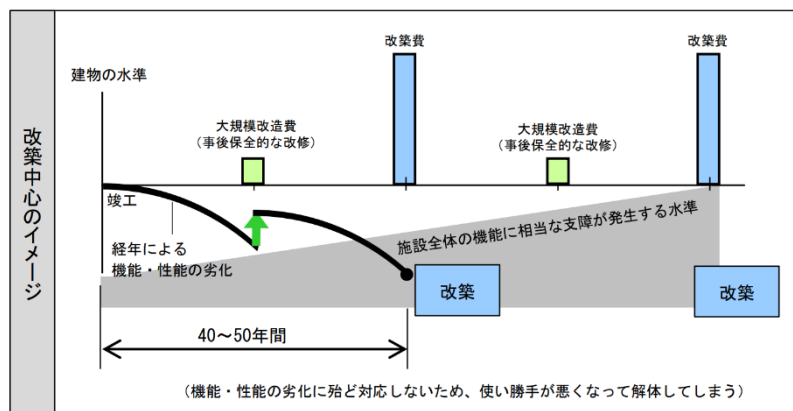 改築中心のイメージ
改築費
改築費
建物の水準
大規模改造費
（事後保全的な改修）
大規模改造費
（事後保全的な改修）
竣工
経年による
機能・性能の劣化
施設全体の機能に相当な支障が発生する水準
改築
改築
40～50年間
（機能・性能の劣化に殆ど対応しないため、使い勝手が悪くなって解体してしまう）